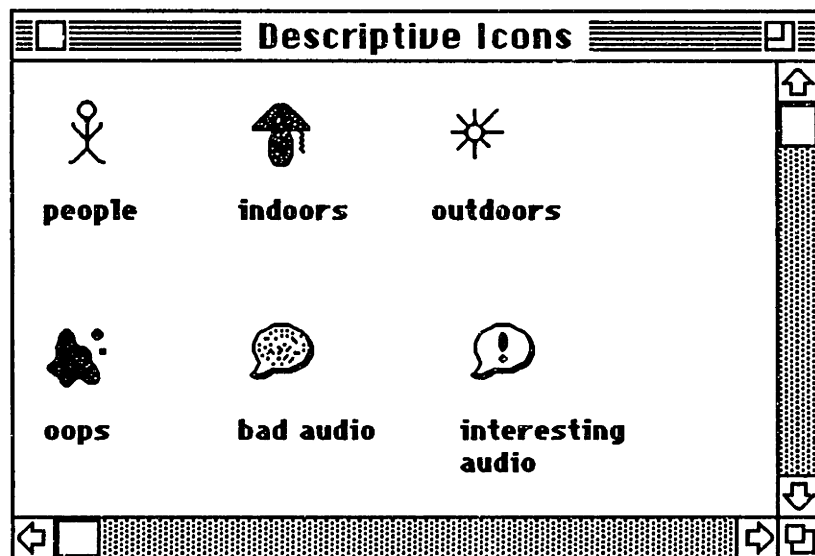 Descriptive Icons
people indoors outdoors
!
oops bad audio interesting
audio